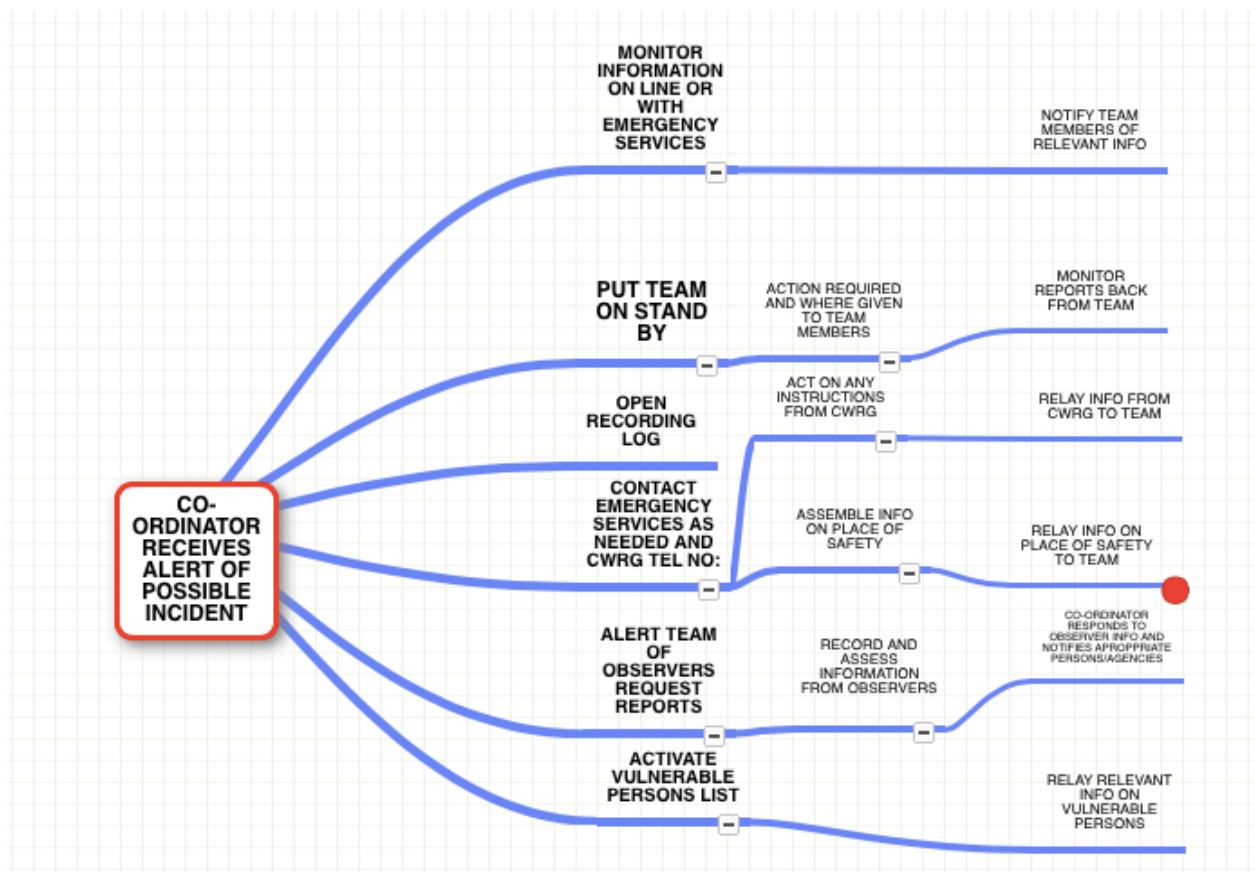 MONITOR
INFORMATION
ON LINE OR
WITH
EMERGENCY
SERVICES
NOTIFY TEAM
MEMBERS OF
RELEVANT INFO
PUT TEAM
ON STAND
BY
ACTION REQUIRED
AND WHERE GIVEN
TO TEAM
MEMBERS
MONITOR
REPORTS BACK
FROM TEAM
OPEN
RECORDING
LOG
ACT ON ANY
INSTRUCTIONS
FROM CWRG
RELAY INFO FROM
CWRG TO TEAM
CO-
ORDINATOR
RECEIVES
ALERT OF
POSSIBLE
INCIDENT
CONTACT
EMERGENCY
SERVICES AS
NEEDED AND
CWRG TEL NO:
ASSEMBLE INFO
ON PLACE OF
SAFETY
RELAY INFO ON
PLACE OF SAFETY
TO TEAM
ALERT TEAM
OF
OBSERVERS
REQUEST
REPORTS
RECORD AND
ASSESS
INFORMATION
FROM OBSERVERS
CO-ORDINATOR
RESPONDS TO
OBSERVER INFO AND
NOTIFIES APROPPRIATE
PERSONS/AGENCIES
ACTIVATE
VULNERABLE
PERSONS LIST
RELAY RELEVANT
INFO ON
VULNERABLE
PERSONS